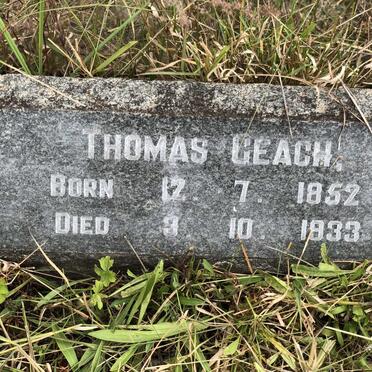 THOMAS GEACH.
BORN 12. 7. 1852
DIED 3 10. 1933.